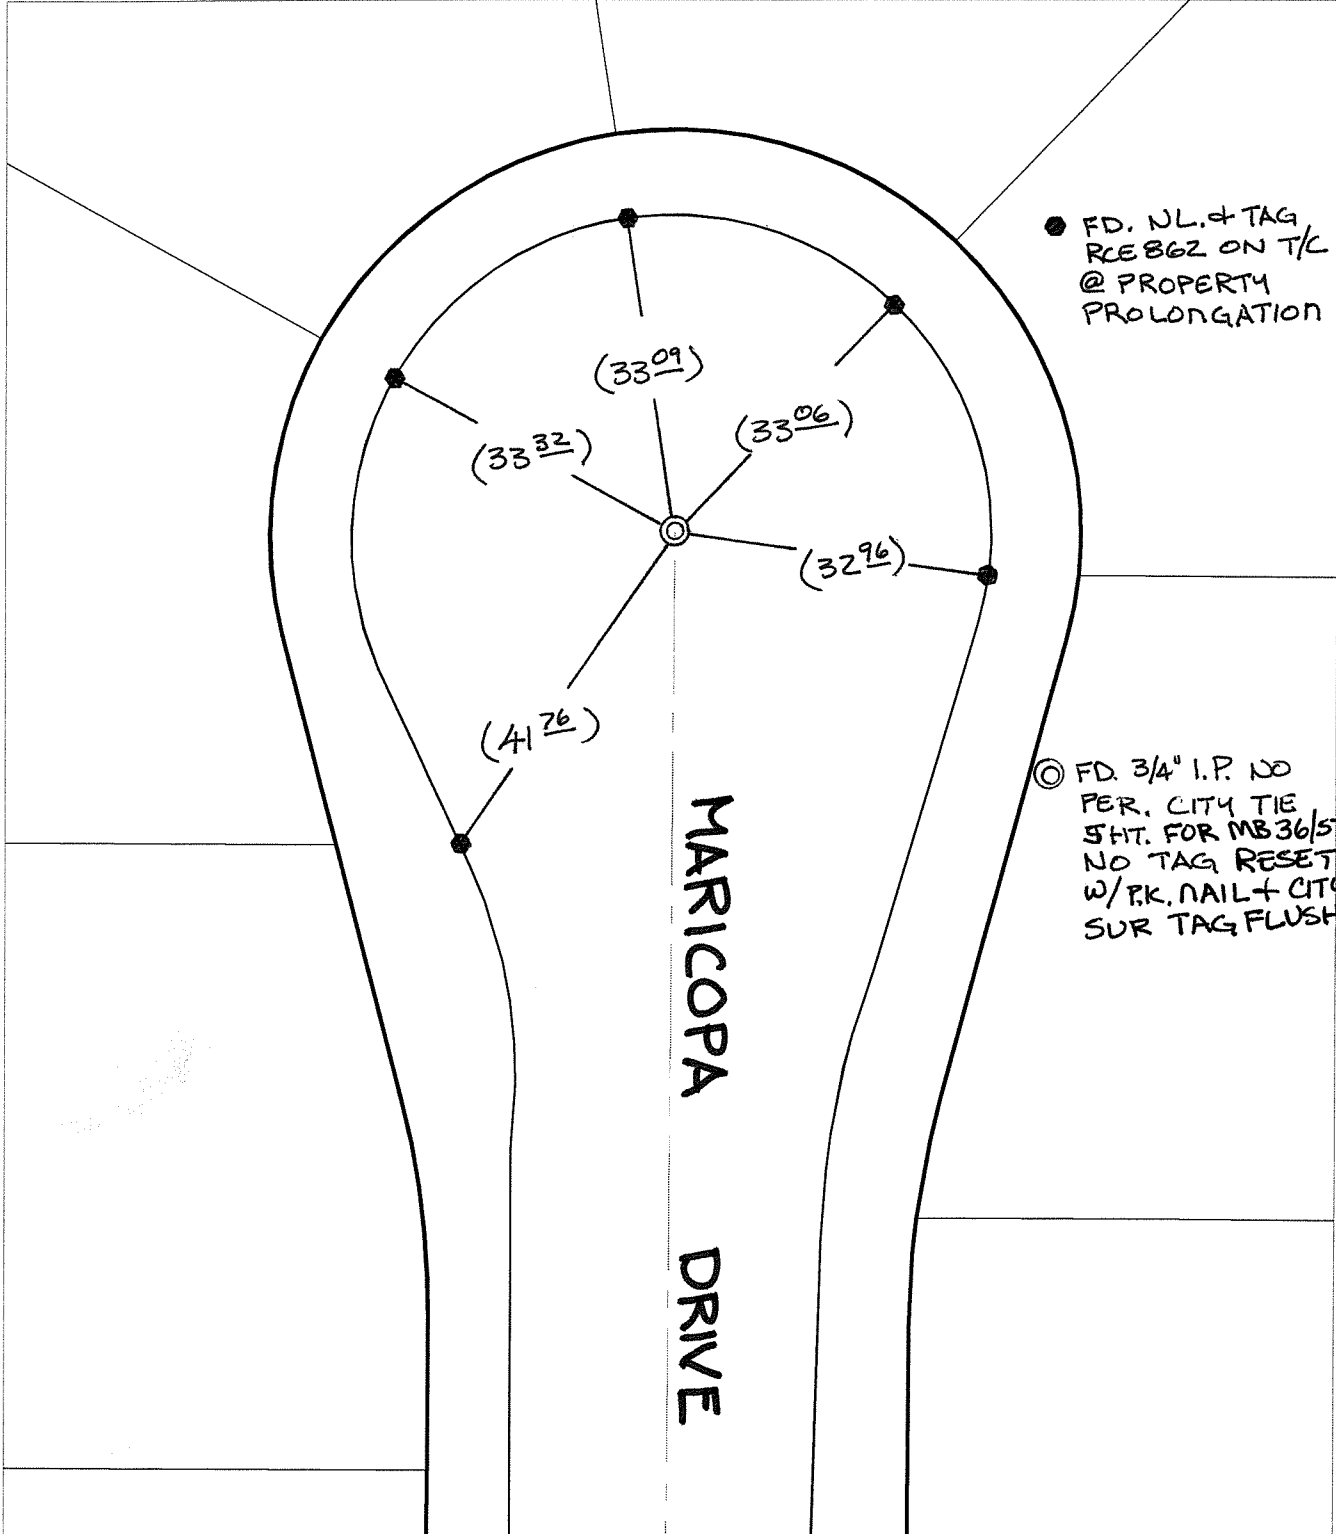 FD. NL. & TAG
RCE 862 ON T/C
@ PROPERTY
PROLONGATION
(33 09)
(33 06)
(33 32)
(32 96)
(41 76)
FD. 3/4" I.P. NO
PER. CITY TIE
SHT. FOR MB 36/5
NO TAG RESET
W/ P.K. NAIL + CIT
SUR TAG FLUSH
MARICOPA DRIVE